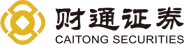 财通证券
CAITONG SECURITIES